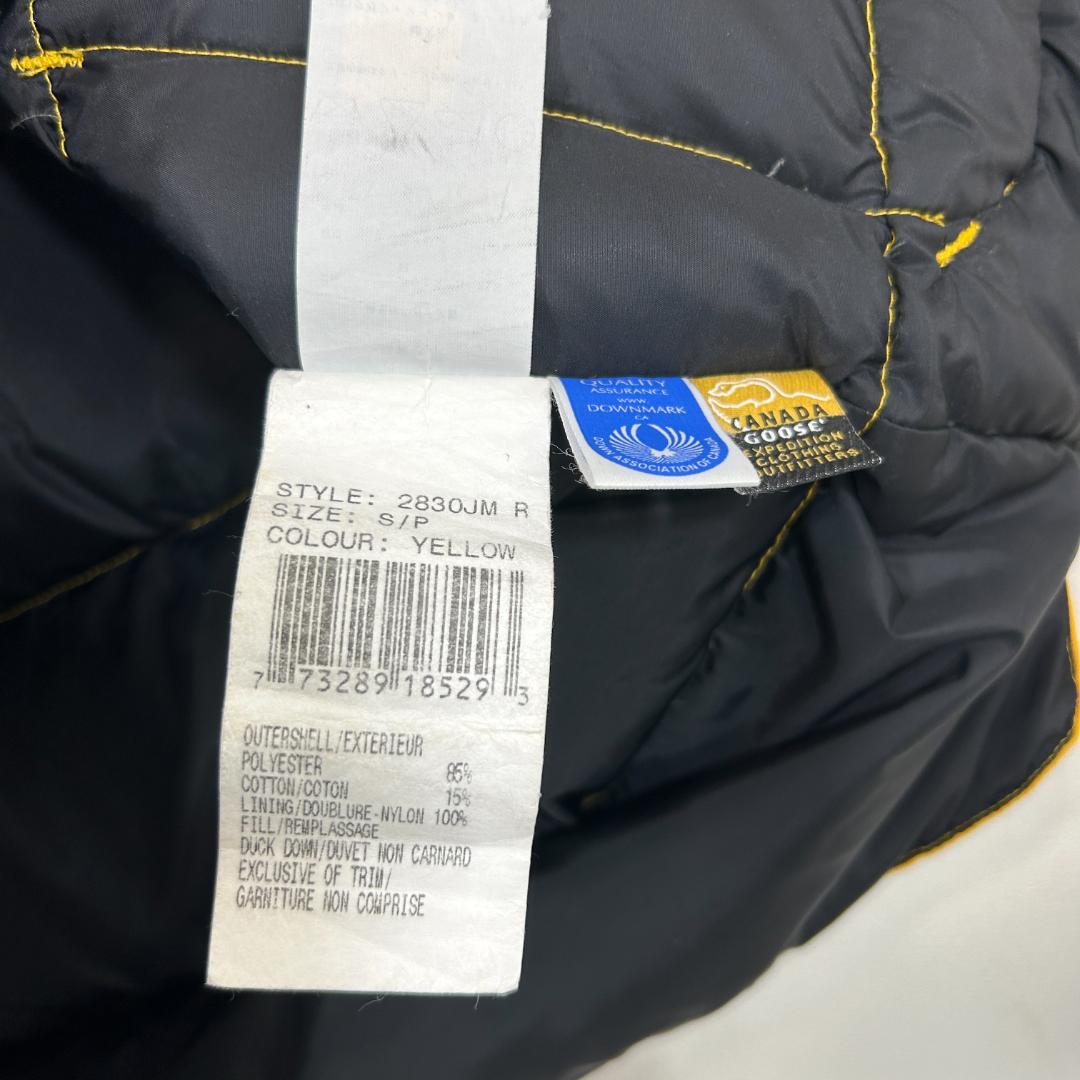 QUALITY
ASSURANCE
www.
DOWNMARK
CA
DOWN ASSOCIATION OF CANADA
CANADA
GOOSE®
EXPEDITION
CLOTHING
OUTFITTERS
STYLE: 2830JM R
SIZE: S/P
COLOUR: YELLOW
7 73289 18529 3
OUTERSHELL/EXTERIEUR
POLYESTER 85%
COTTON/COTON 15%
LINING/DOUBLURE-NYLON 100%
FILL/REMPLASSAGE
DUCK DOWN/DUVET NON CARNARD
EXCLUSIVE OF TRIM/
GARNITURE NON COMPRISE